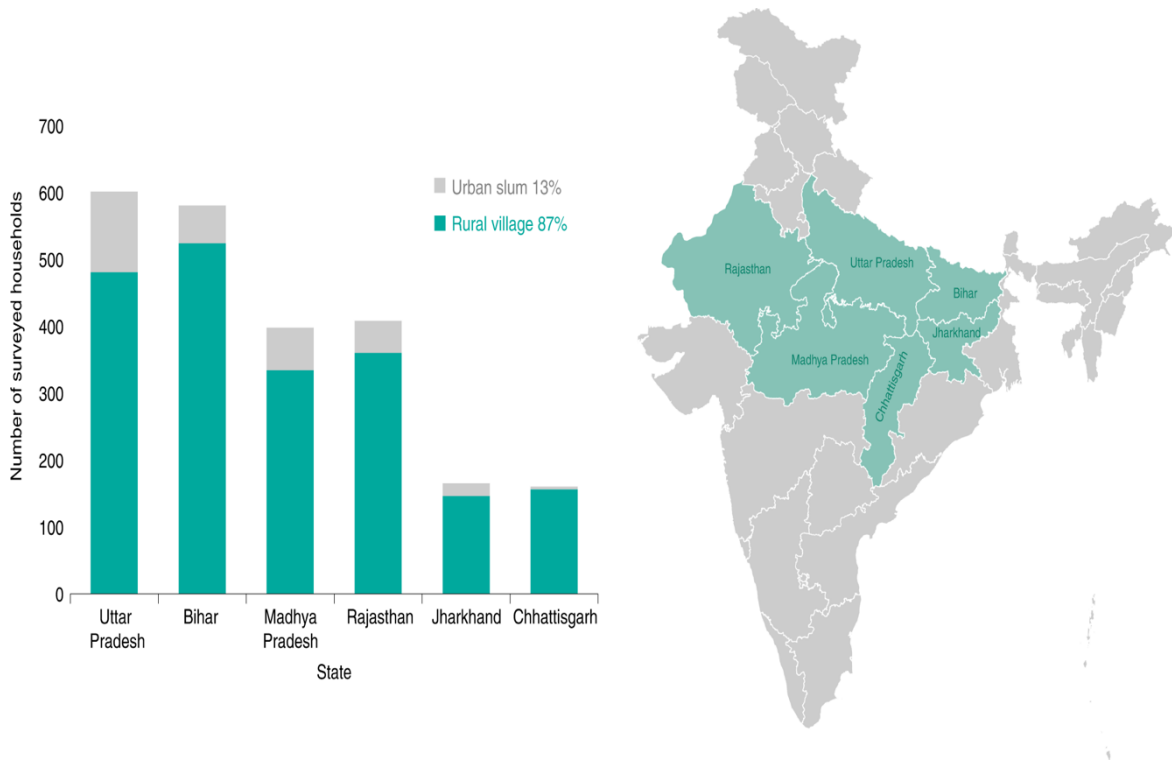 Number of surveyed households
700
600
500
400
300
200
100
0
Urban slum 13%
Rural village 87%
Uttar
Pradesh
Bihar
Madhya
Pradesh
Rajasthan
Jharkhand
Chhattisgarh
State
Rajasthan
Uttar Pradesh
Bihar
Jharkhand
Madhya Pradesh
Chhattisgarh